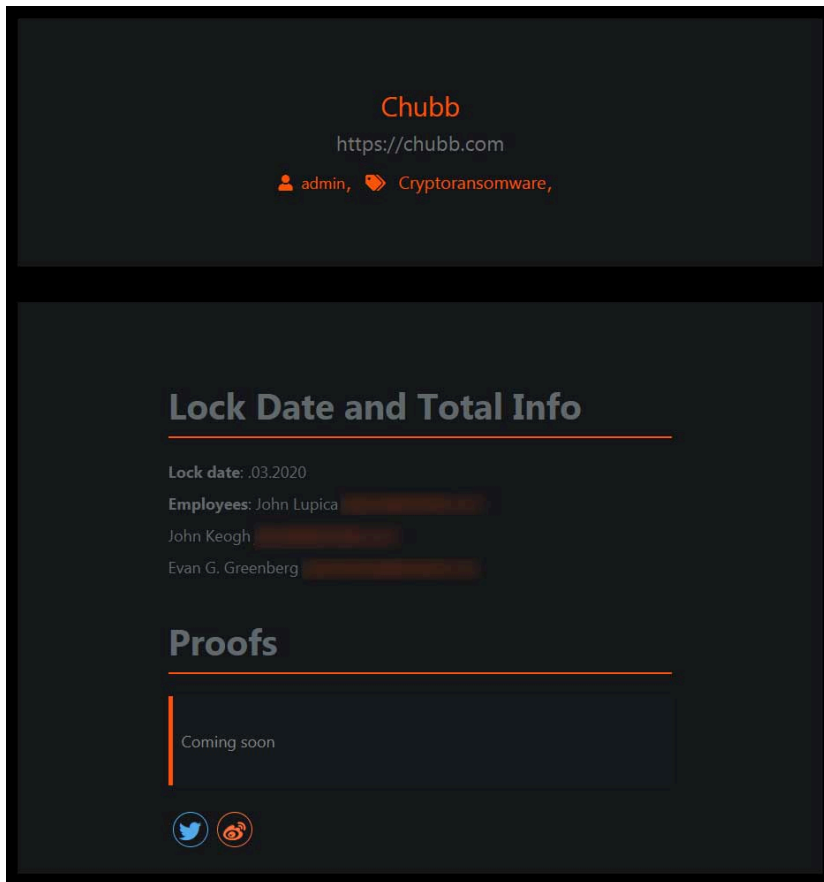 Chubb
https://chubb.com
admin, Cryptoransomware,
Lock Date and Total Info
Lock date: .03.2020
Employees: John Lupica
John Keogh
Evan G. Greenberg
Proofs
Coming soon